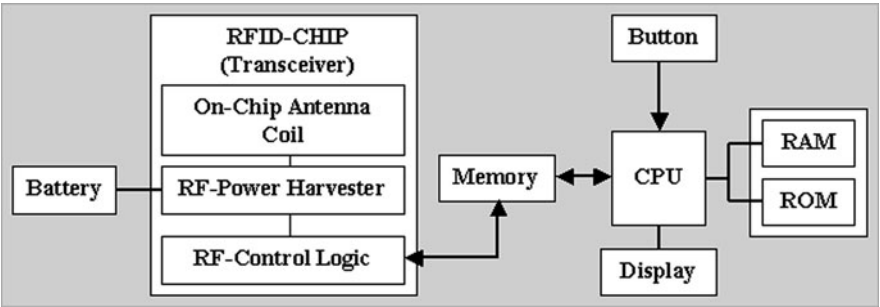 RFID-CHIP
(Transceiver)
On-Chip Antenna
Coil
Battery
RF-Power Harvester
RF-Control Logic
Memory
Button
CPU
Display
RAM
ROM